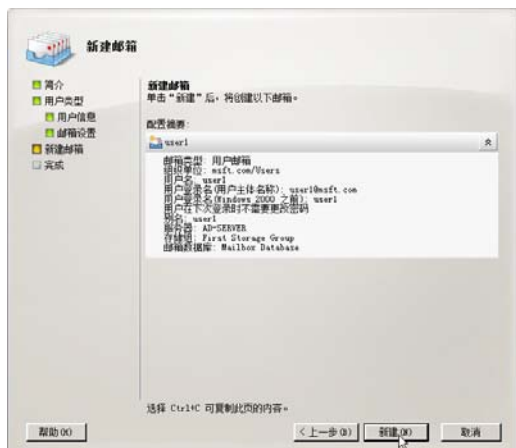 新建邮箱
简介
用户类型
用户信息
邮箱设置
新建邮箱
完成
新建邮箱
单击“新建”后，将创建以下邮箱。
配置摘要:
user1
邮箱类型: 用户邮箱
组织单位: msft.com/Users
用户名: user1
用户登录名(用户主体名称): user1@msft.com
用户登录名(Windows 2000 之前): user1
用户在下次登录时不需要更改密码
别名: user1
服务器: AD-SERVER
存储组: First Storage Group
邮箱数据库: Mailbox Database
选择 Ctrl+C 可复制此页的内容。
帮助(H)
<上一步(B)
新建(N)
取消